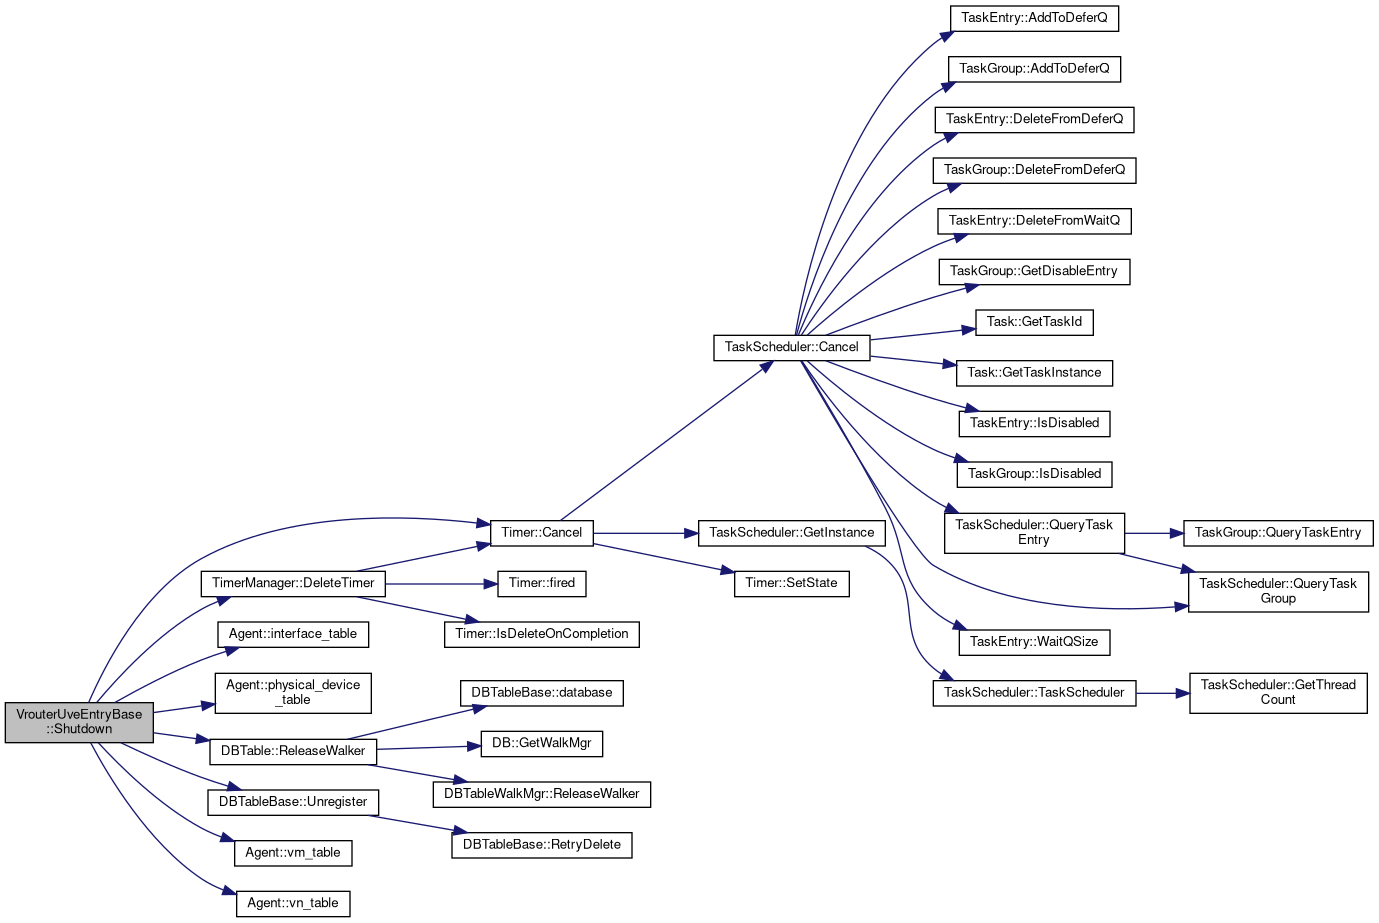 TaskEntry::AddToDeferQ
TaskGroup::AddToDeferQ
TaskEntry::DeleteFromDeferQ
TaskGroup::DeleteFromDeferQ
TaskEntry::DeleteFromWaitQ
TaskGroup::GetDisableEntry
Task::GetTaskId
TaskScheduler::Cancel
Task::GetTaskInstance
TaskEntry::IsDisabled
TaskGroup::IsDisabled
TaskScheduler::QueryTask
Entry
TaskGroup::QueryTaskEntry
Timer::Cancel
TaskScheduler::GetInstance
TimerManager::DeleteTimer
Timer::fired
Timer::SetState
TaskScheduler::QueryTask
Group
Agent::interface_table
Timer::IsDeleteOnCompletion
TaskEntry::WaitQSize
Agent::physical_device
_table
DBTableBase::database
TaskScheduler::TaskScheduler
TaskScheduler::GetThread
Count
VrouterUveEntryBase
::Shutdown
DBTable::ReleaseWalker
DB::GetWalkMgr
DBTableBase::Unregister
DBTableWalkMgr::ReleaseWalker
Agent::vm_table
DBTableBase::RetryDelete
Agent::vn_table